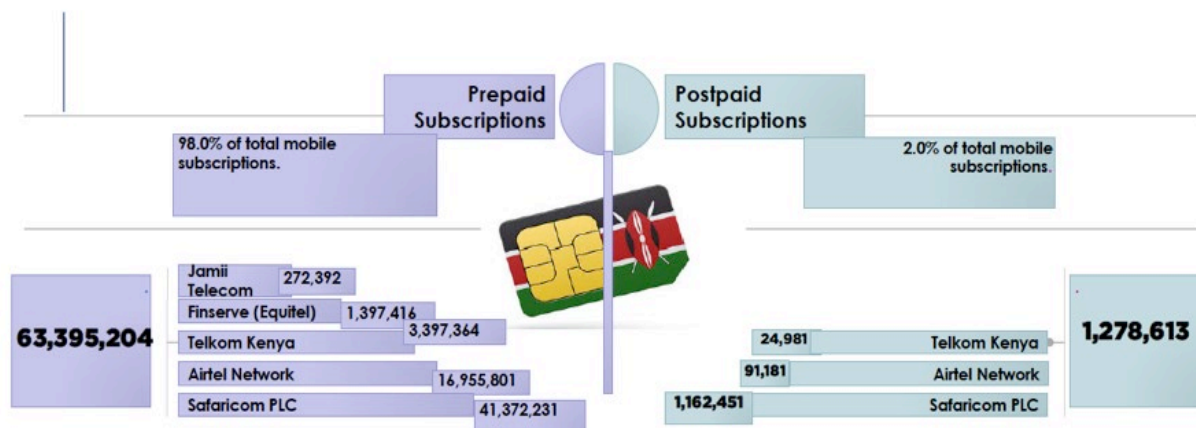 Prepaid
Subscriptions
Postpaid
Subscriptions
98.0% of total mobile
subscriptions.
2.0% of total mobile
subscriptions.
63,395,204
Jamii
Telecom
272,392
Finserve (Equitel)
1,397,416
Telkom Kenya
3,397,364
Airtel Network
16,955,801
Safaricom PLC
41,372,231
24,981
Telkom Kenya
91,181
Airtel Network
1,162,451
Safaricom PLC
1,278,613